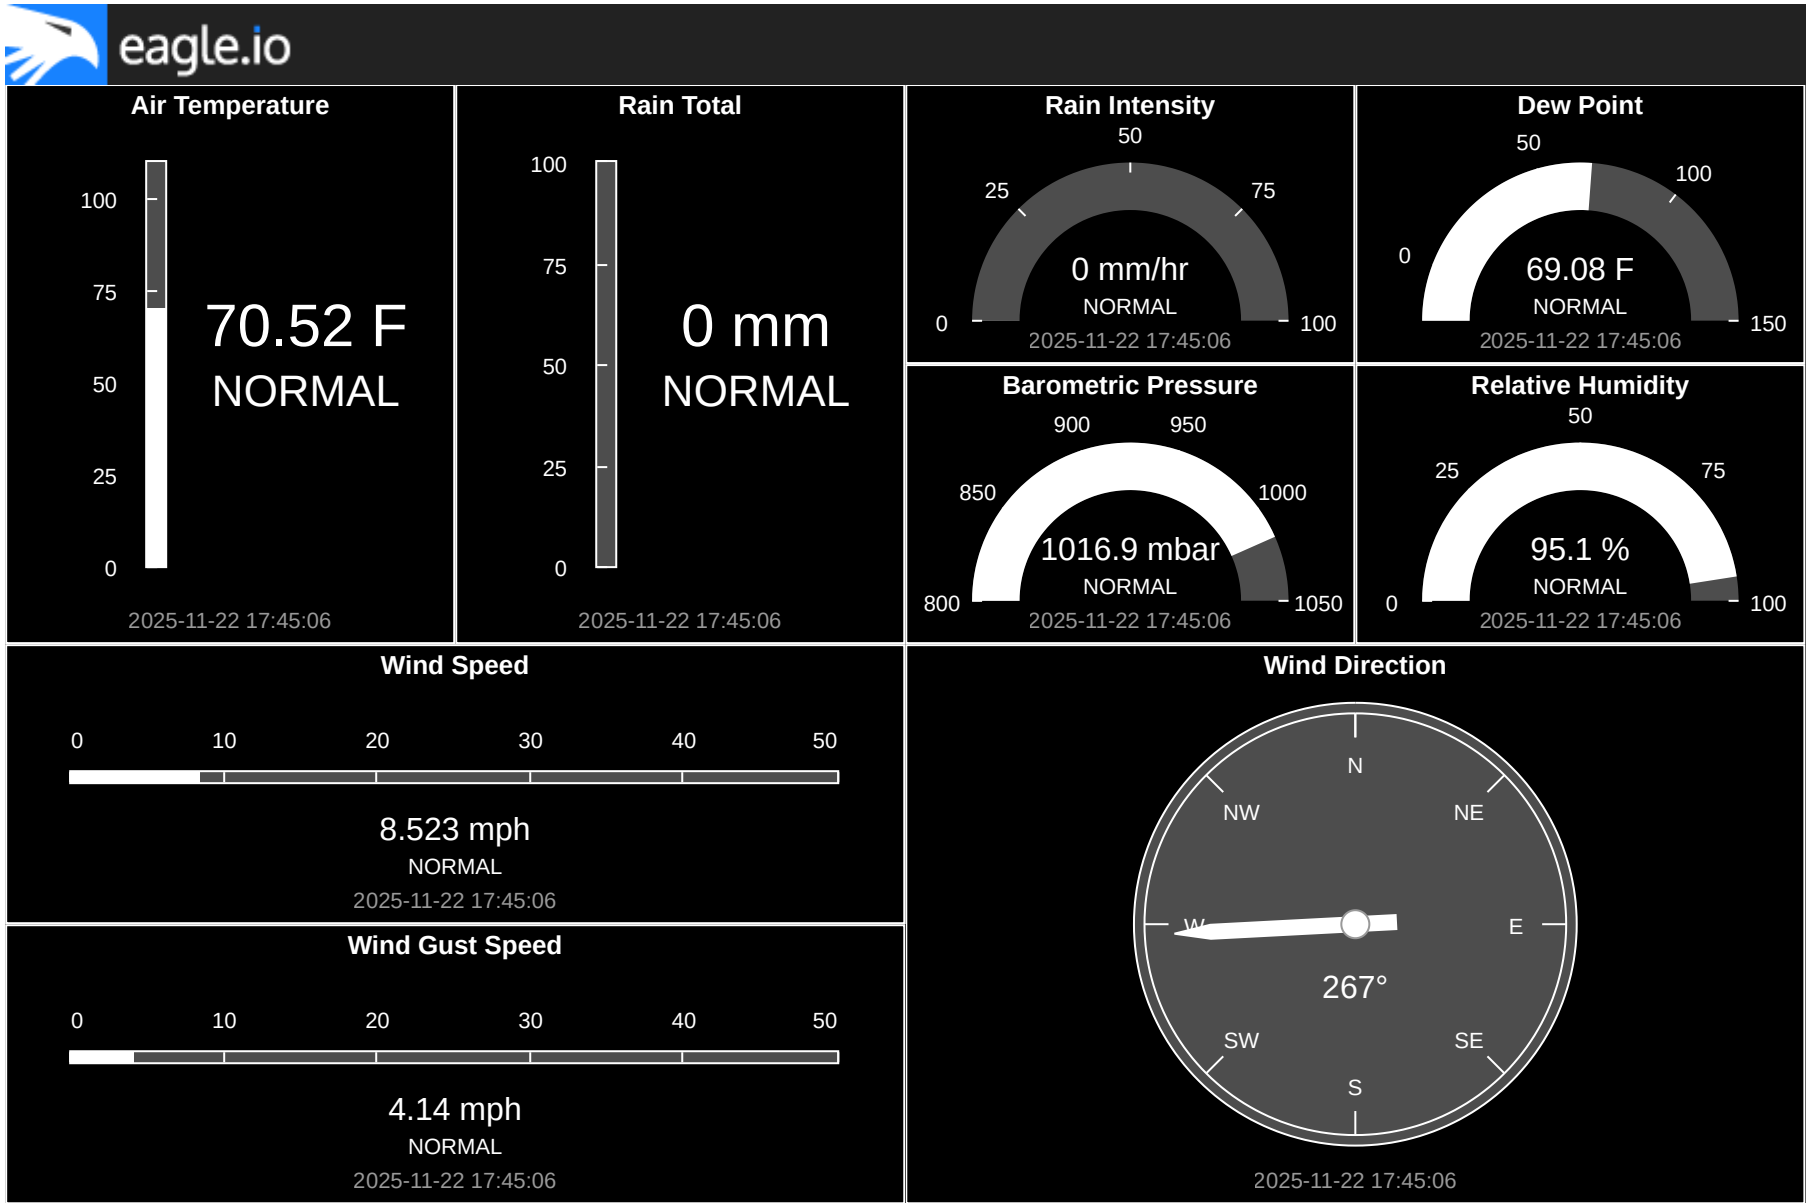 eagle.io
Air Temperature
100
75
50
25
0
70.52 F
NORMAL
2025-11-22 17:45:06
Rain Total
100
75
50
25
0
0 mm
NORMAL
2025-11-22 17:45:06
Rain Intensity
50
25
75
0
100
0 mm/hr
NORMAL
2025-11-22 17:45:06
Dew Point
50
100
0
150
69.08 F
NORMAL
2025-11-22 17:45:06
Barometric Pressure
900
950
850
1000
800
1050
1016.9 mbar
NORMAL
2025-11-22 17:45:06
Relative Humidity
50
25
75
0
100
95.1 %
NORMAL
2025-11-22 17:45:06
Wind Speed
0 10 20 30 40 50
8.523 mph
NORMAL
2025-11-22 17:45:06
Wind Gust Speed
0 10 20 30 40 50
4.14 mph
NORMAL
2025-11-22 17:45:06
Wind Direction
N
NW
NE
W
E
267°
SW
SE
S
2025-11-22 17:45:06